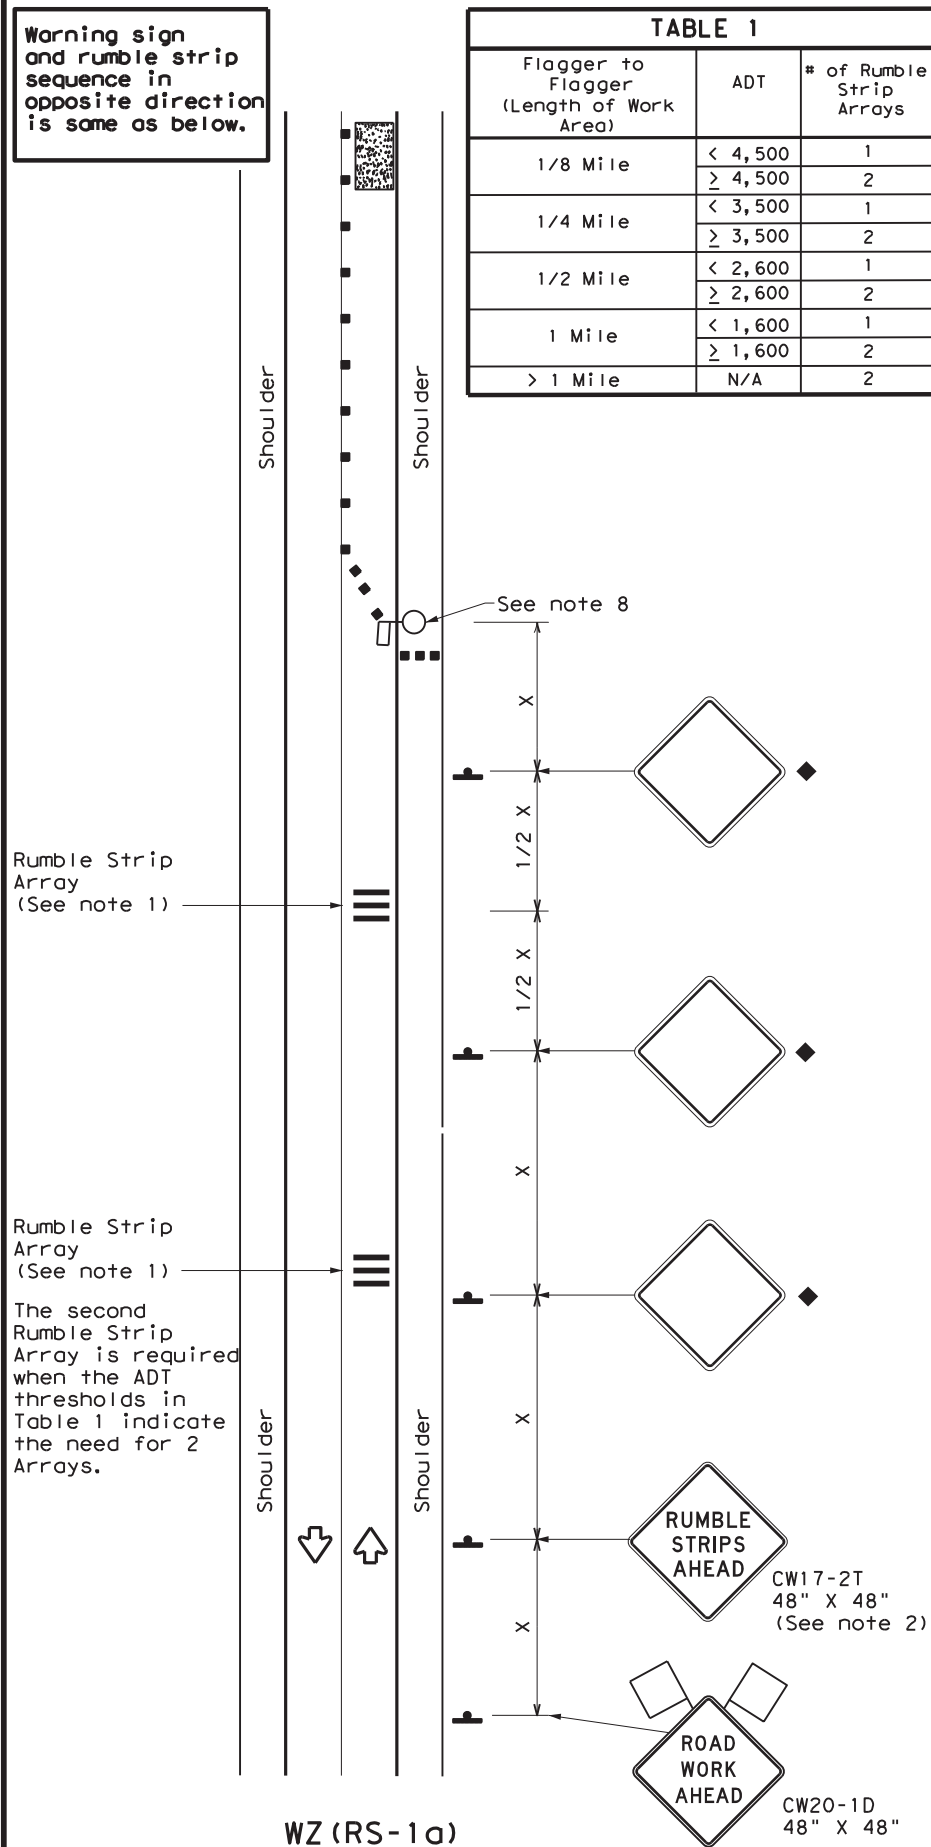 Warning sign
and rumble strip
sequence in
opposite direction
is same as below.
TABLE 1
Flagger to
Flagger
(Length of Work
Area)
ADT
# of Rumble
Strip
Arrays
1/8 Mile
< 4,500
1
≥ 4,500
2
1/4 Mile
< 3,500
1
≥ 3,500
2
1/2 Mile
< 2,600
1
≥ 2,600
2
1 Mile
< 1,600
1
≥ 1,600
2
> 1 Mile
N/A
2
Shoulder
Shoulder
See note 8
X
1/2 X
Rumble Strip
Array
(See note 1)
1/2 X
X
Rumble Strip
Array
(See note 1)
The second
Rumble Strip
Array is required
when the ADT
thresholds in
Table 1 indicate
the need for 2
Arrays.
Shoulder
Shoulder
X
RUMBLE
STRIPS
AHEAD
CW17-2T
48" X 48"
(See note 2)
X
ROAD
WORK
AHEAD
CW20-1D
48" X 48"
WZ(RS-1a)